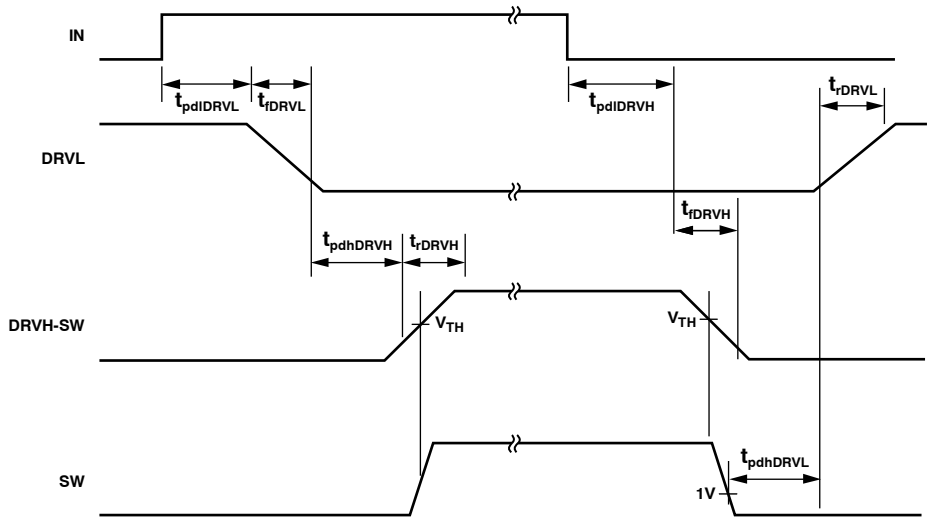 IN
tpdlDRVL
tfDRVL
tpdlDRVH
trDRVL
DRVL
tfDRVH
tpdhDRVH
trDRVH
DRVH-SW
VTH
VTH
tpdhDRVL
SW
1V